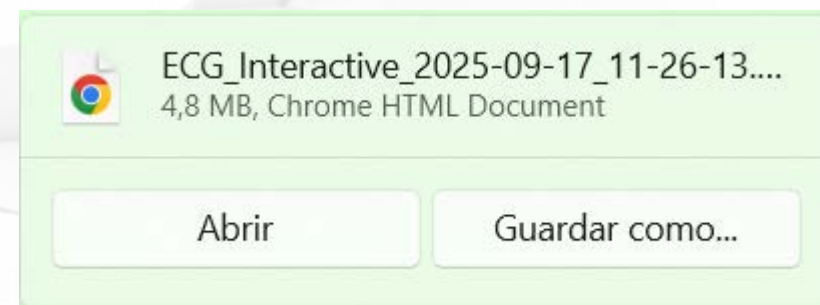 ECG_Interactive_2025-09-17_11-26-13....
4,8 MB, Chrome HTML Document
Abrir
Guardar como...